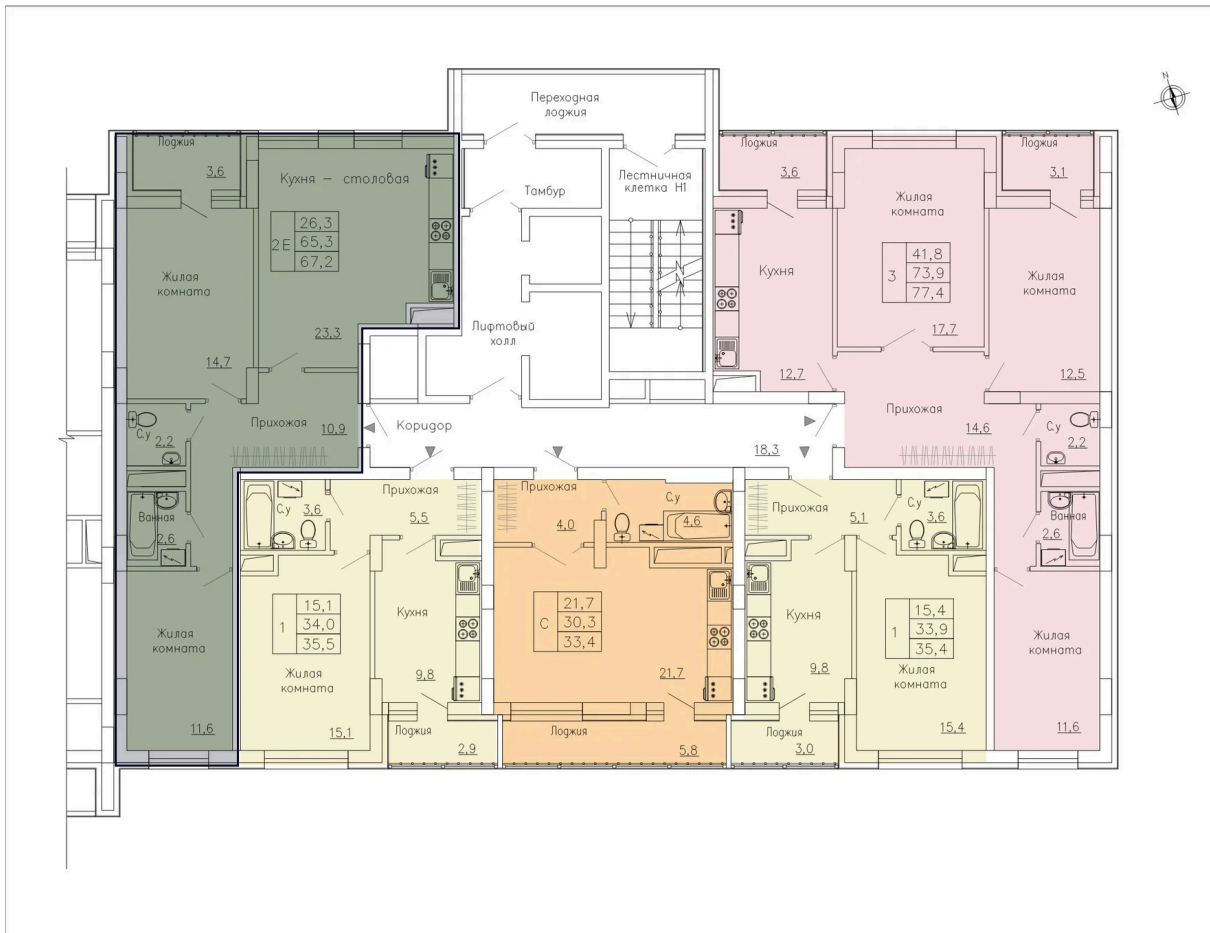 N
Переходная
лоджия
Лоджия
3,6
Кухня – столовая
2Е
26,3
65,3
67,2
Жилая
комната
14,7
23,3
Тамбур
Лестничная
клетка Н1
Лифтовый
холл
Лоджия
3,6
Жилая
комната
Лоджия
3,1
Кухня
3
41,8
73,9
77,4
Жилая
комната
17,7
12,7
12,5
Прихожая
10,9
С.у
2,2
Коридор
18,3
Прихожая
14,6
С.у
2,2
Ванная
2,6
С.у
3,6
Прихожая
5,5
Прихожая
4,0
С.у
4,6
Прихожая
5,1
С.у
3,6
Ванная
2,6
Жилая
комната
11,6
1
15,1
34,0
35,5
Жилая
комната
15,1
Кухня
9,8
Лоджия
2,9
С
21,7
30,3
33,4
21,7
Лоджия
5,8
Кухня
9,8
Лоджия
3,0
1
15,4
33,9
35,4
Жилая
комната
15,4
Жилая
комната
11,6